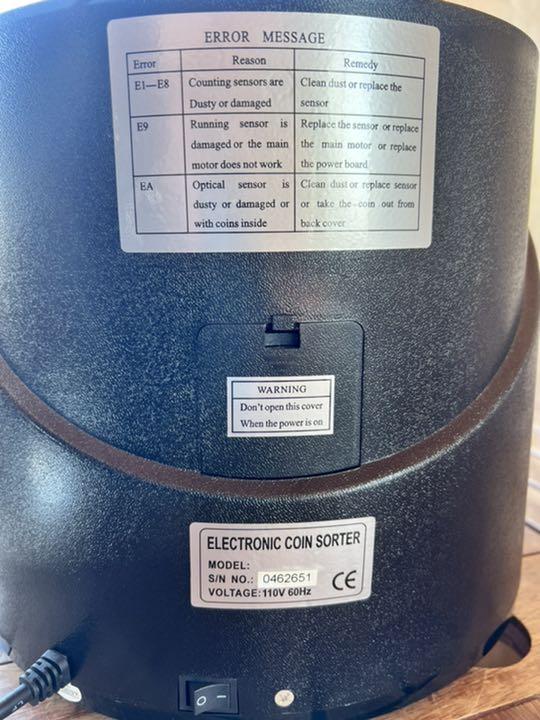 ERROR MESSAGE
Error Reason Remedy
E1—E8 Counting sensors are Clean dust or replace the
Dusty or damaged sensor
E9 Running sensor is Replace the sensor or replace
damaged or the main the main motor or replace
motor does not work the power board
EA Optical sensor is Clean dust or replace sensor
dusty or damaged or or take the coin out from
with coins inside back cover
WARNING
Don't open this cover
When the power is on
ELECTRONIC COIN SORTER
MODEL:
S/N NO.: 0462651 CE
VOLTAGE: 110V 60Hz
O –